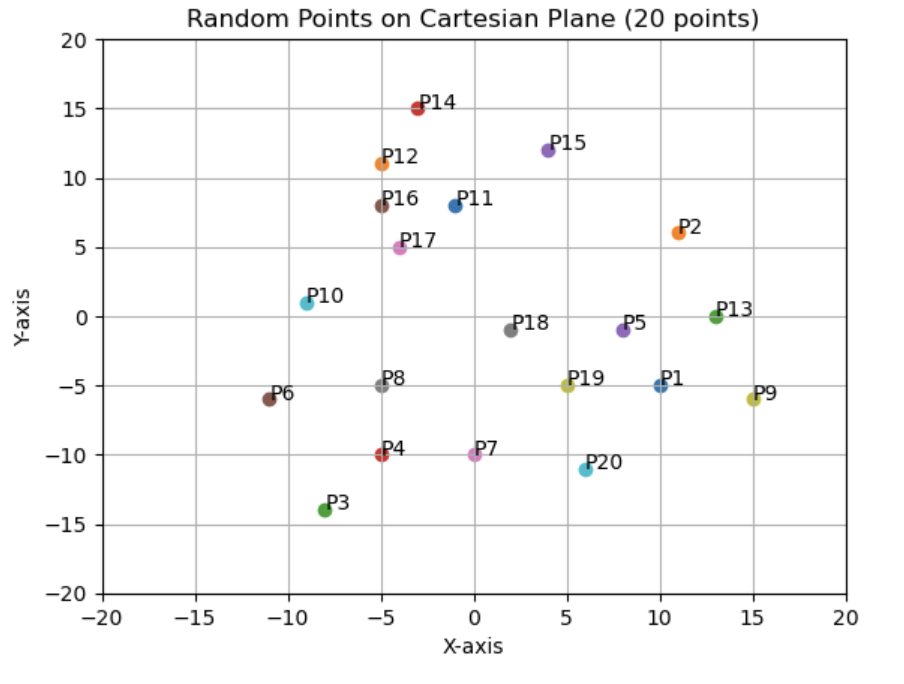 Random Points on Cartesian Plane (20 points)
20
P14
15
P15
P12
10
P16
P11
P2
P17
5
P10
P13
0
P18
P5
P8
P19
P1
−5
P6
P9
P4
P7
−10
P20
P3
−15
−20
−20
−15
−10
−5
0
5
10
15
20
X-axis
Y-axis